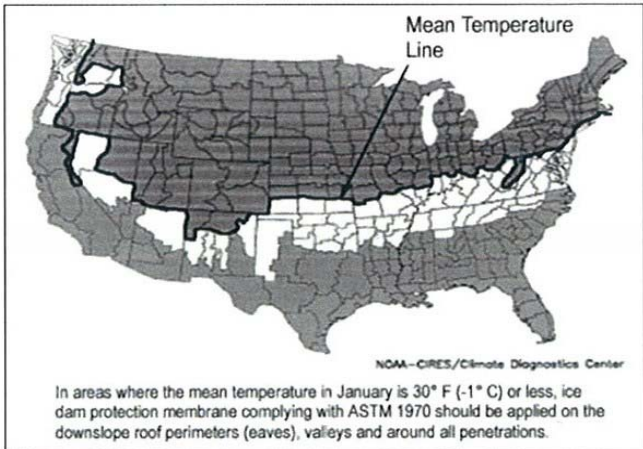 Mean Temperature
Line
NOAA-CIRES/Climate Diagnostics Center
In areas where the mean temperature in January is 30° F (-1° C) or less, ice
dam protection membrane complying with ASTM 1970 should be applied on the
downslope roof perimeters (eaves), valleys and around all penetrations.